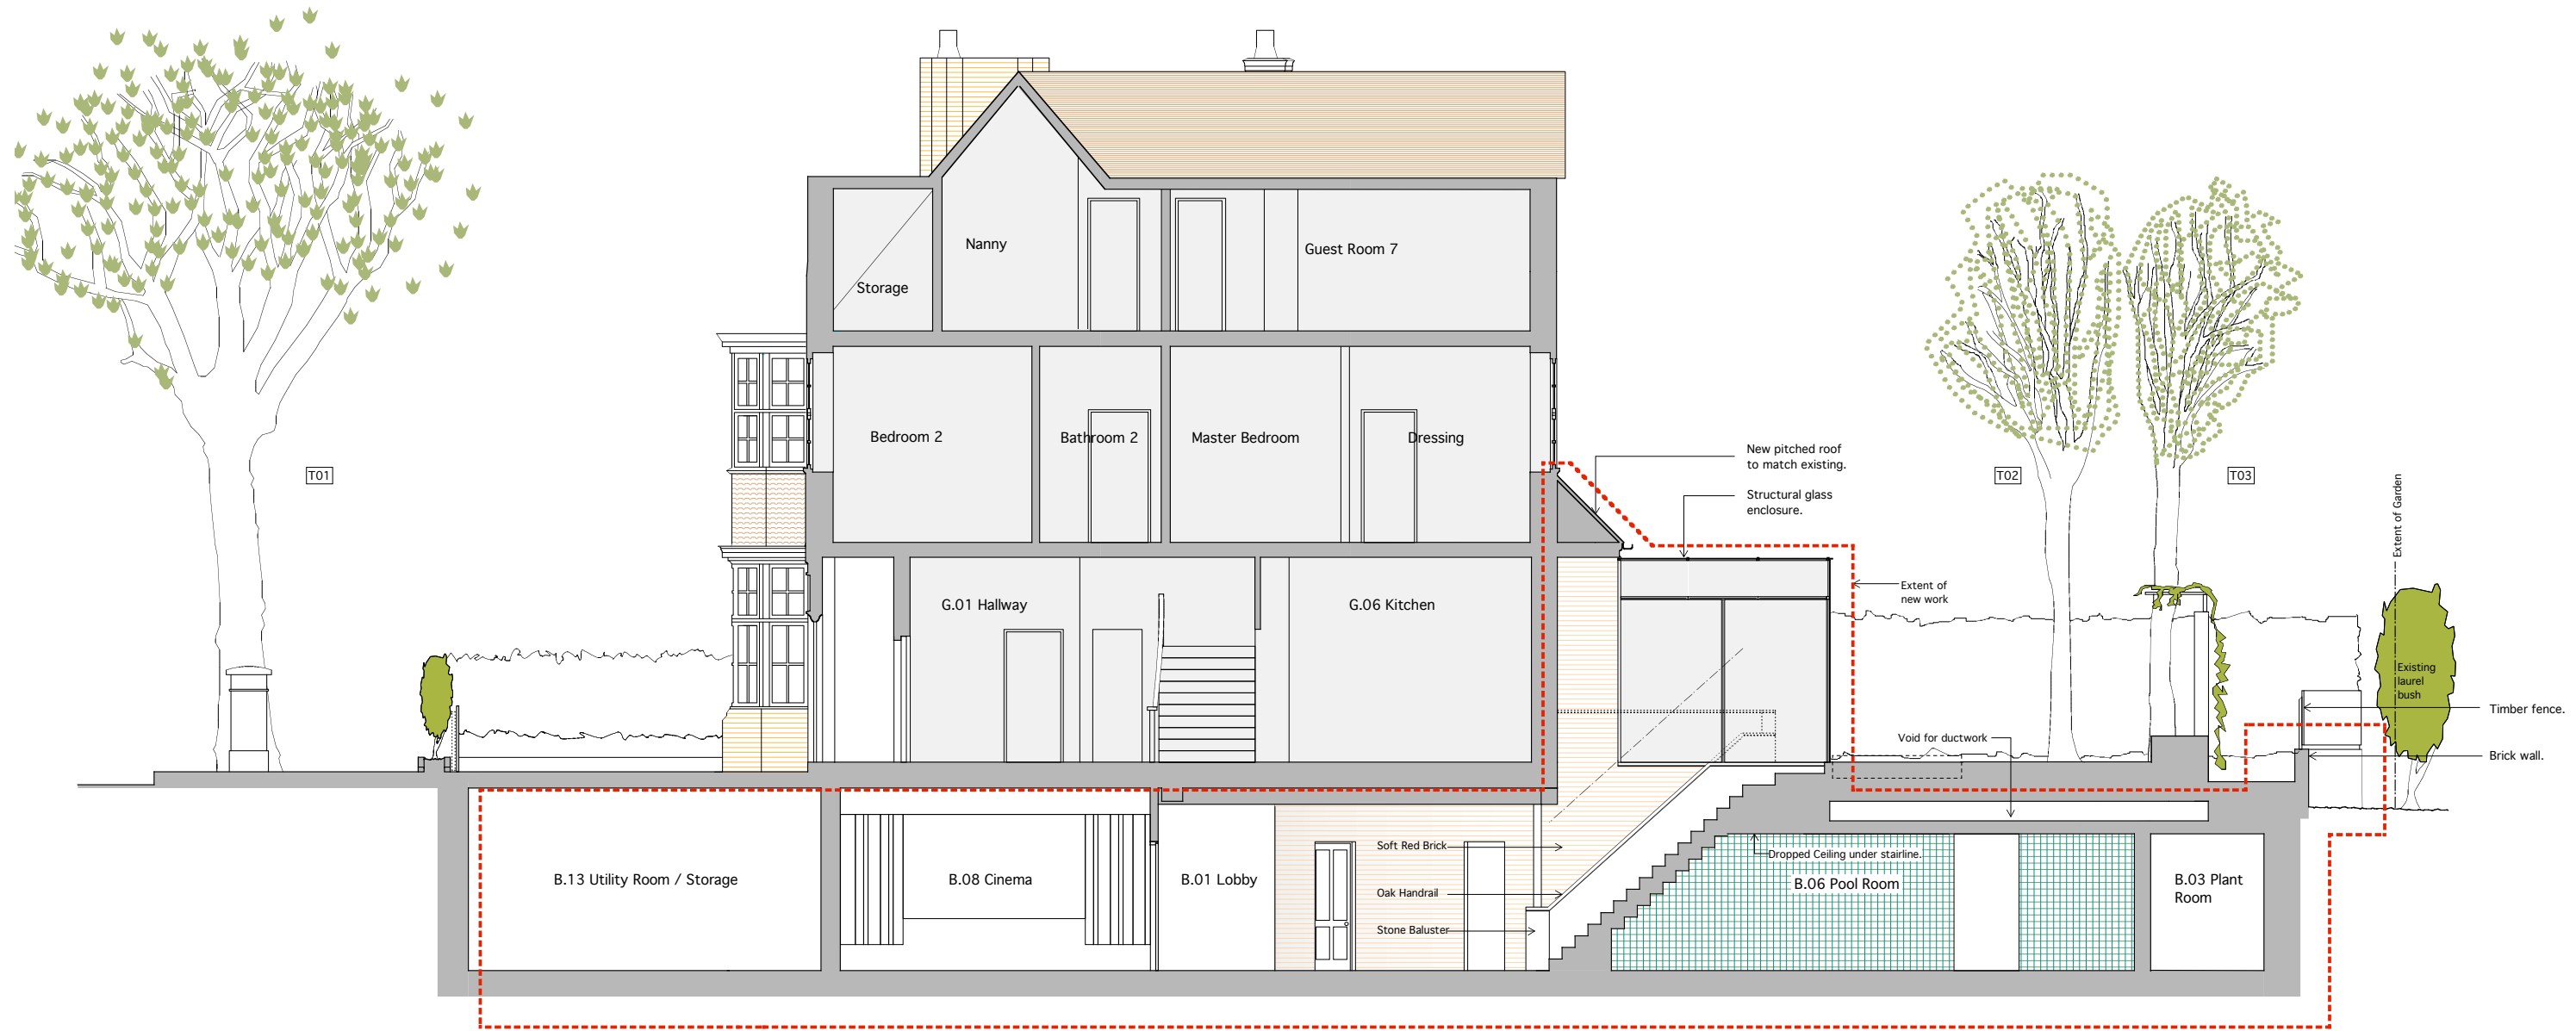 Nanny
Guest Room 7
Storage
Bedroom 2
Bathroom 2
Master Bedroom
Dressing
New pitched roof
to match existing.
Structural glass
enclosure.
T01
T02
T03
Extent of Garden
Extent of
new work
G.01 Hallway
G.06 Kitchen
Existing
laurel
bush
Timber fence.
Void for ductwork
Brick wall.
Soft Red Brick
Dropped Ceiling under stairline.
B.13 Utility Room / Storage
B.08 Cinema
B.01 Lobby
Oak Handrail
B.06 Pool Room
B.03 Plant
Room
Stone Baluster